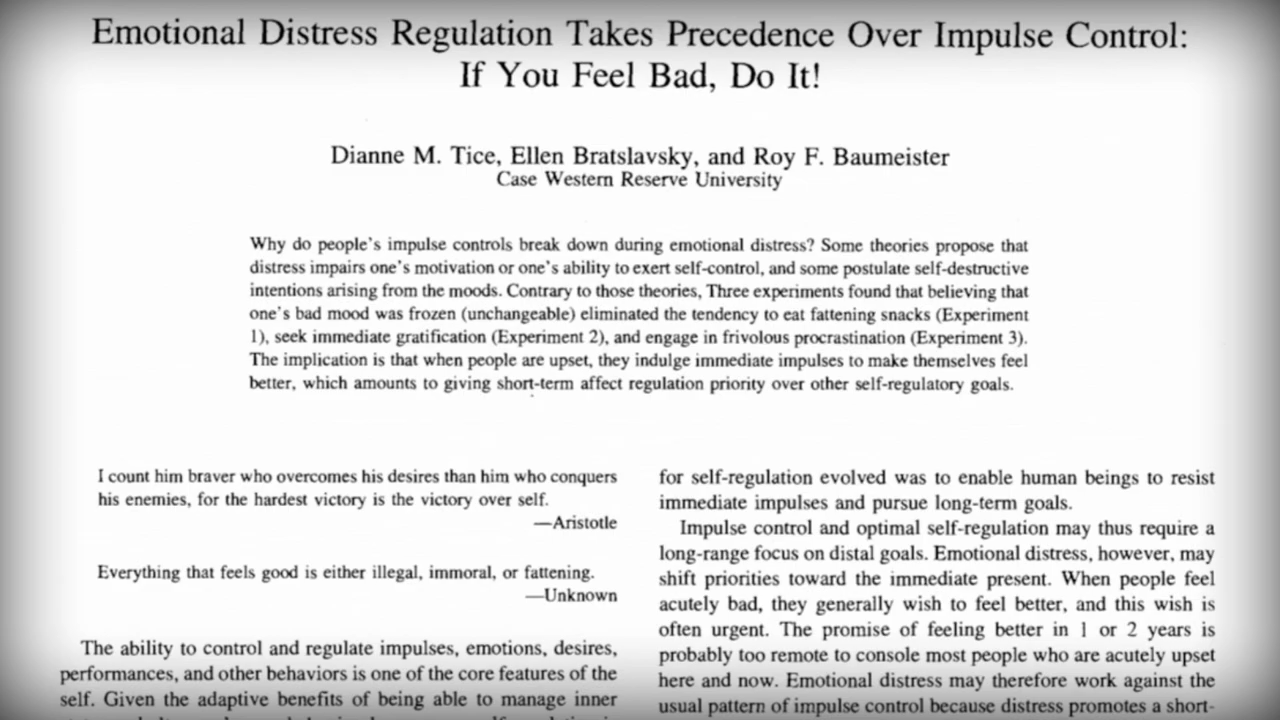 Emotional Distress Regulation Takes Precedence Over Impulse Control:
If You Feel Bad, Do It!
Dianne M. Tice, Ellen Bratslavsky, and Roy F. Baumeister
Case Western Reserve University
Why do people's impulse controls break down during emotional distress? Some theories propose that
distress impairs one's motivation or one's ability to exert self-control, and some postulate self-destructive
intentions arising from the moods. Contrary to those theories, Three experiments found that believing that
one's bad mood was frozen (unchangeable) eliminated the tendency to eat fattening snacks (Experiment
1), seek immediate gratification (Experiment 2), and engage in frivolous procrastination (Experiment 3).
The implication is that when people are upset, they indulge immediate impulses to make themselves feel
better, which amounts to giving short-term affect regulation priority over other self-regulatory goals.
I count him braver who overcomes his desires than him who conquers
his enemies, for the hardest victory is the victory over self.
—Aristotle
Everything that feels good is either illegal, immoral, or fattening.
—Unknown
The ability to control and regulate impulses, emotions, desires,
performances, and other behaviors is one of the core features of the
self. Given the adaptive benefits of being able to manage inner
for self-regulation evolved was to enable human beings to resist
immediate impulses and pursue long-term goals.
Impulse control and optimal self-regulation may thus require a
long-range focus on distal goals. Emotional distress, however, may
shift priorities toward the immediate present. When people feel
acutely bad, they generally wish to feel better, and this wish is
often urgent. The promise of feeling better in 1 or 2 years is
probably too remote to console most people who are acutely upset
here and now. Emotional distress may therefore work against the
usual pattern of impulse control because distress promotes a short-